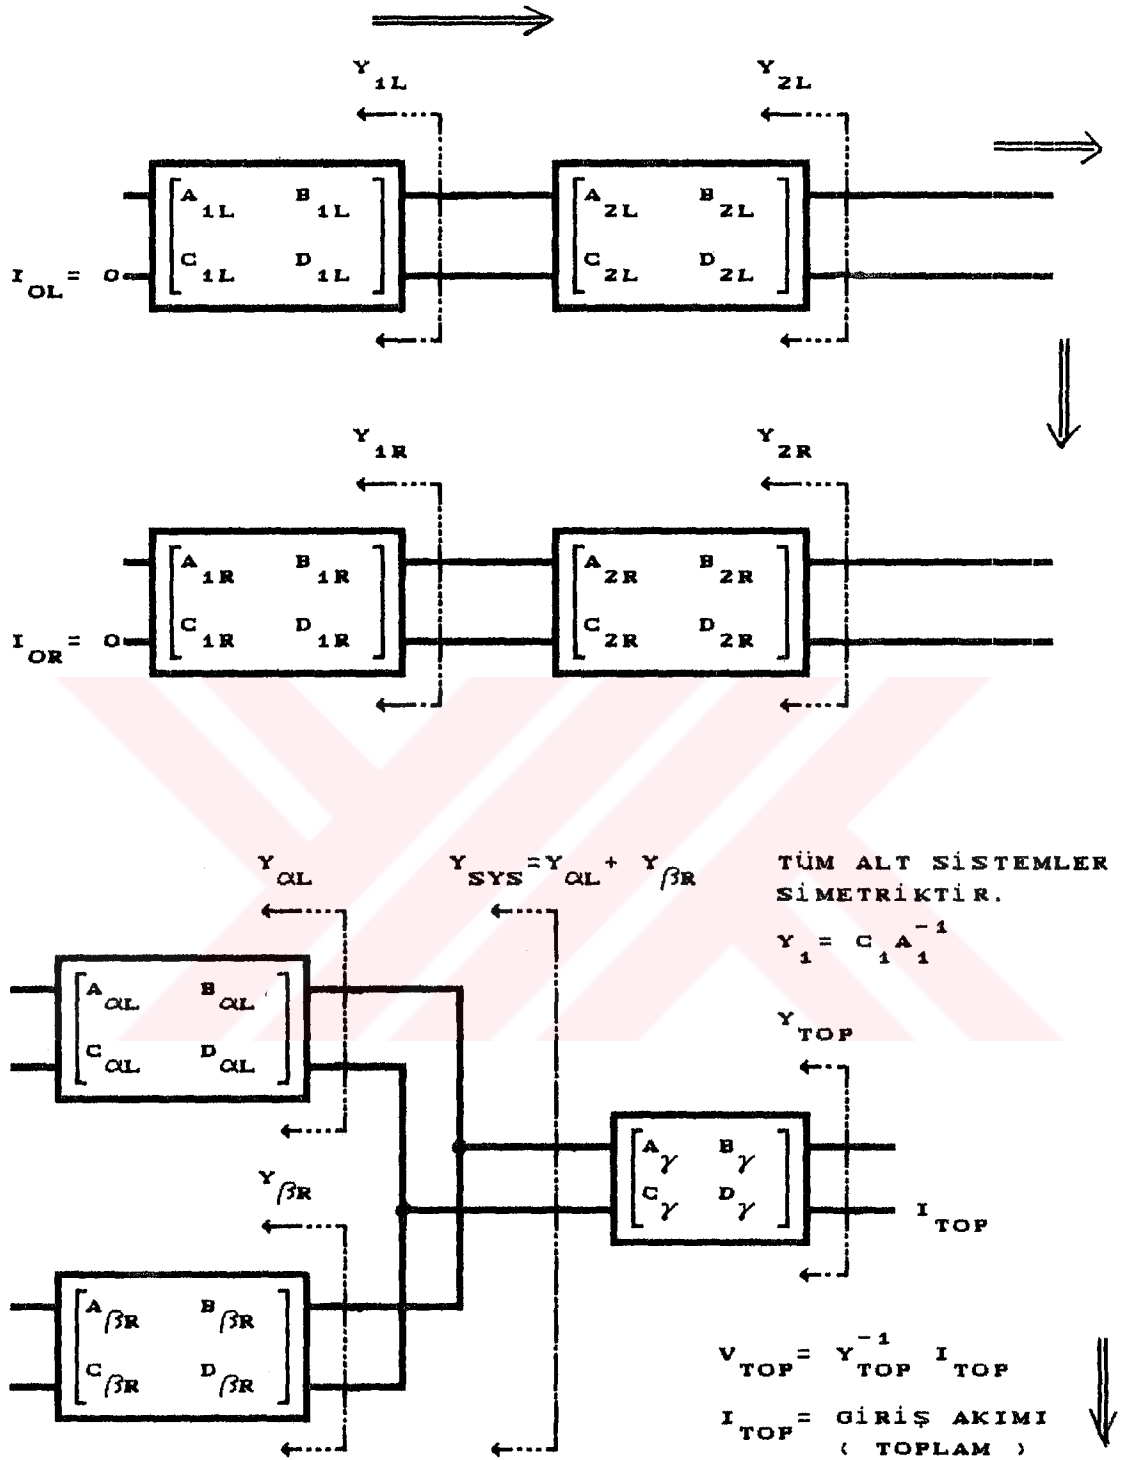 Y1L Y2L
A1L B1L A2L B2L
C1L D1L C2L D2L
IOL = 0
Y1R Y2R
A1R B1R A2R B2R
C1R D1R C2R D2R
IOR = 0
YαL YSYS = YαL + YβR
TÜM ALT SİSTEMLER
SİMETRİKTİR.
Y1 = C1 A1^-1
AαL BαL
CαL DαL
YTOP
Aγ Bγ
Cγ Dγ
ITOP
YβR
AβR BβR
CβR DβR
VTOP = YTOP^-1 ITOP
ITOP = GİRİŞ AKIMI
( TOPLAM )